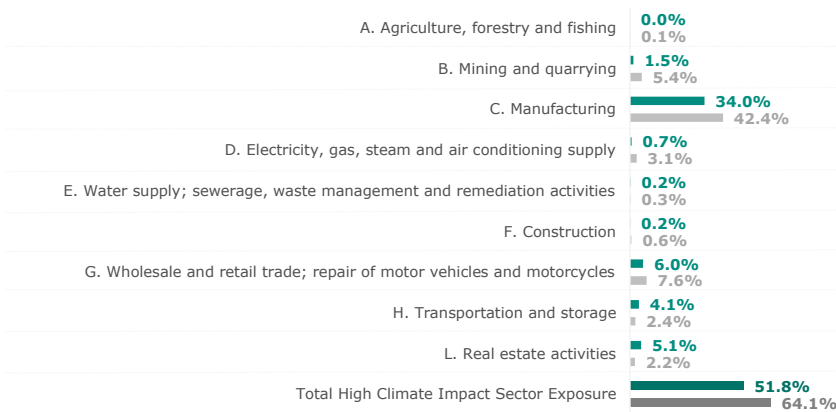 A. Agriculture, forestry and fishing
0.0%
0.1%
B. Mining and quarrying
1.5%
5.4%
C. Manufacturing
34.0%
42.4%
D. Electricity, gas, steam and air conditioning supply
0.7%
3.1%
E. Water supply; sewerage, waste management and remediation activities
0.2%
0.3%
F. Construction
0.2%
0.6%
G. Wholesale and retail trade; repair of motor vehicles and motorcycles
6.0%
7.6%
H. Transportation and storage
4.1%
2.4%
L. Real estate activities
5.1%
2.2%
Total High Climate Impact Sector Exposure
51.8%
64.1%